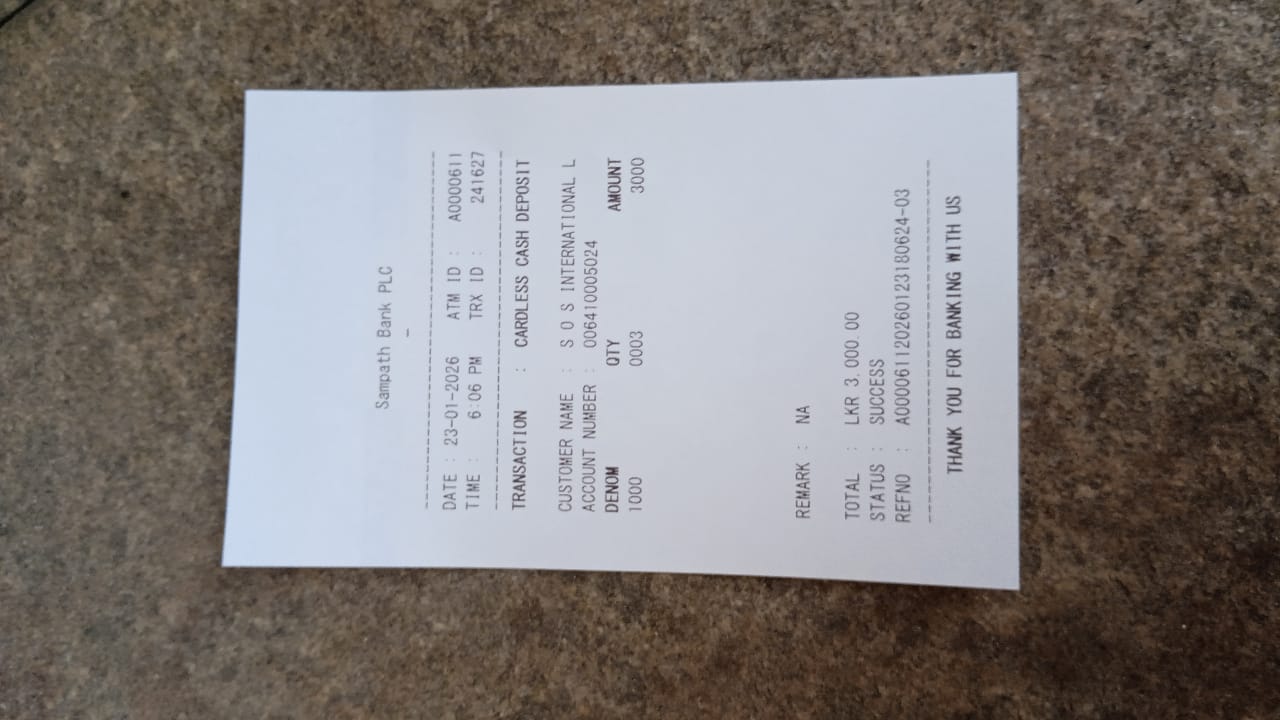 Sampath Bank PLC
_
DATE : 23-01-2026 ATM ID : A0000611
TIME : 6:06 PM TRX ID : 241627
TRANSACTION : CARDLESS CASH DEPOSIT
CUSTOMER NAME : S O S INTERNATIONAL L
ACCOUNT NUMBER : 006410005024
DENOM QTY AMOUNT
1000 0003 3000
REMARK : NA
TOTAL : LKR 3,000.00
STATUS : SUCCESS
REFNO : A000061120260123180624-03
THANK YOU FOR BANKING WITH US